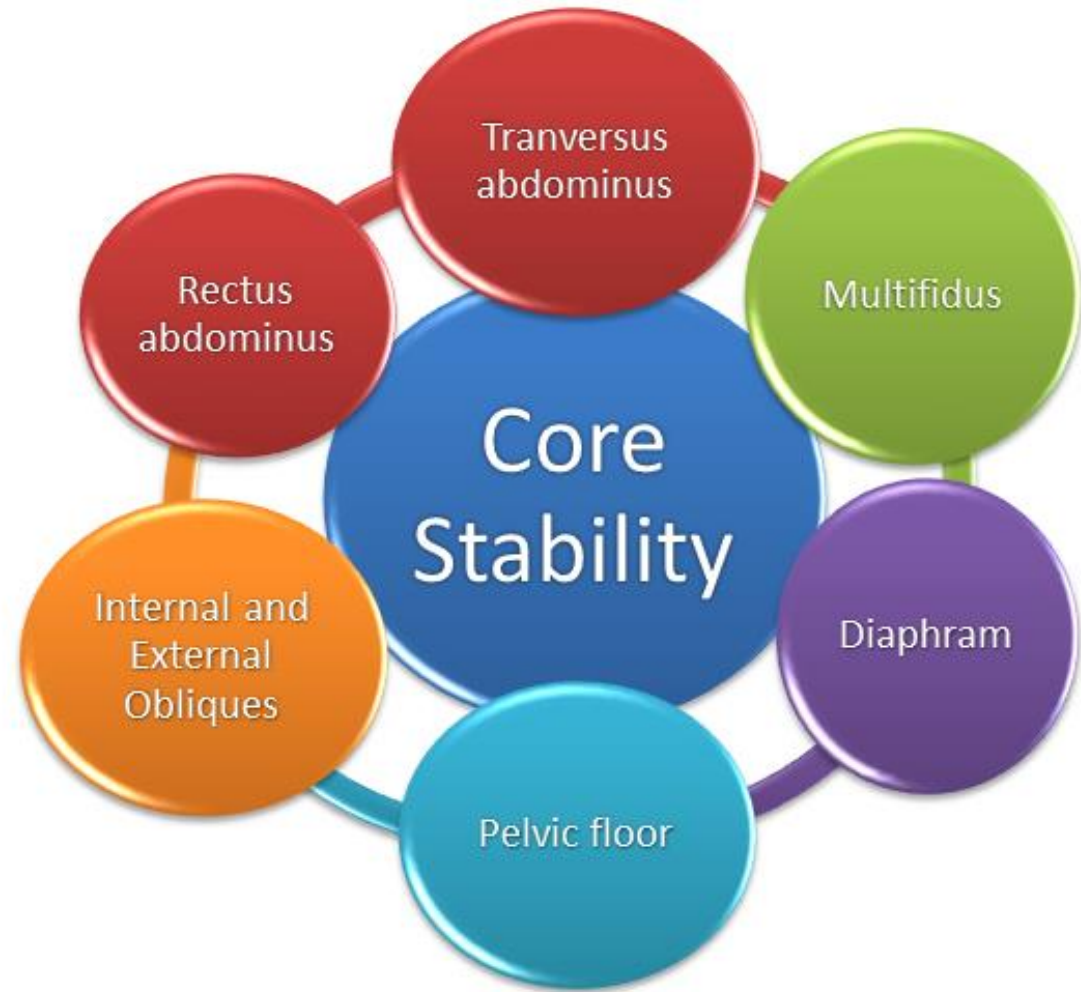 Tranversus
abdominus
Multifidus
Diaphram
Pelvic floor
Internal and
External
Obliques
Rectus
abdominus
Core
Stability